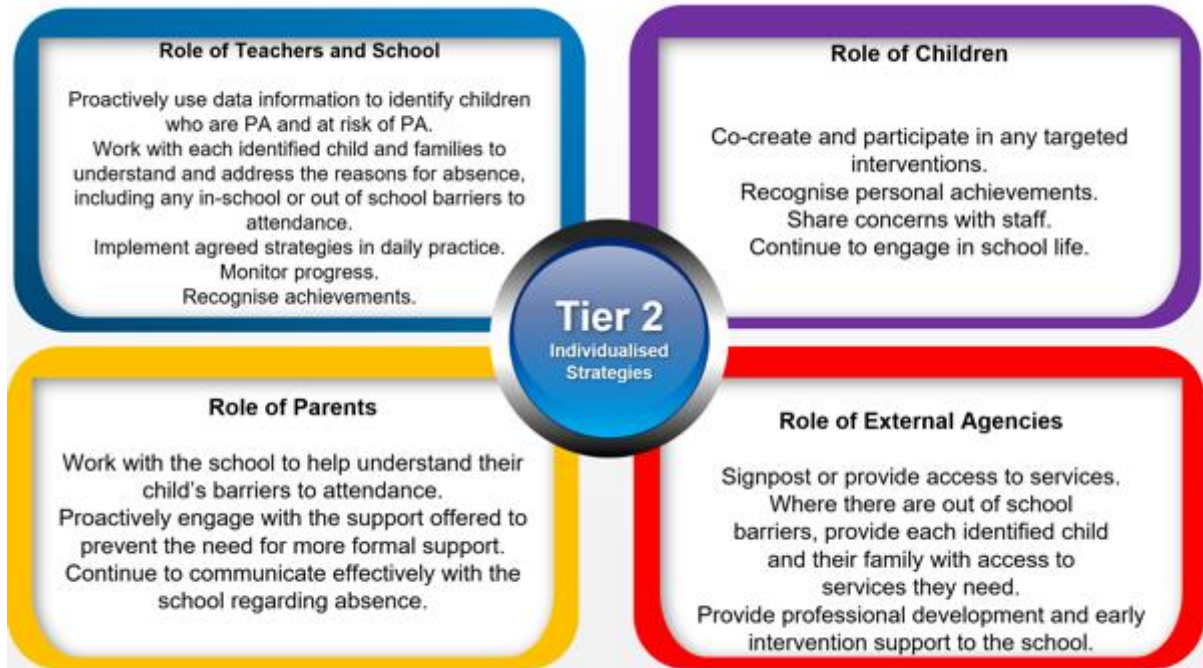 Role of Teachers and School
Proactively use data information to identify children
who are PA and at risk of PA.
Work with each identified child and families to
understand and address the reasons for absence,
including any in-school or out of school barriers to
attendance.
Implement agreed strategies in daily practice.
Monitor progress.
Recognise achievements.
Role of Children
Co-create and participate in any targeted
interventions.
Recognise personal achievements.
Share concerns with staff.
Continue to engage in school life.
Tier 2
Individualised
Strategies
Role of Parents
Work with the school to help understand their
child's barriers to attendance.
Proactively engage with the support offered to
prevent the need for more formal support.
Continue to communicate effectively with the
school regarding absence.
Role of External Agencies
Signpost or provide access to services.
Where there are out of school
barriers, provide each identified child
and their family with access to
services they need.
Provide professional development and early
intervention support to the school.